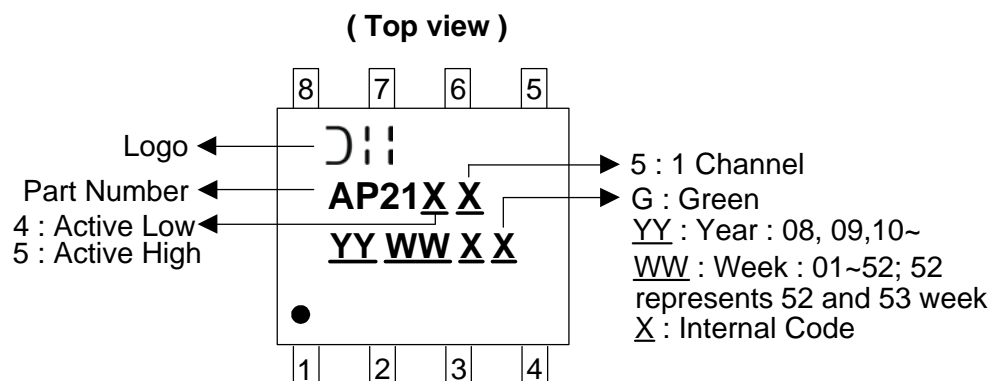 ( Top view )
8 7 6 5
Logo
Part Number
4 : Active Low
5 : Active High
AP21X X
YY WW X X
5 : 1 Channel
G : Green
YY : Year : 08, 09,10~
WW : Week : 01~52; 52
represents 52 and 53 week
X : Internal Code
1 2 3 4